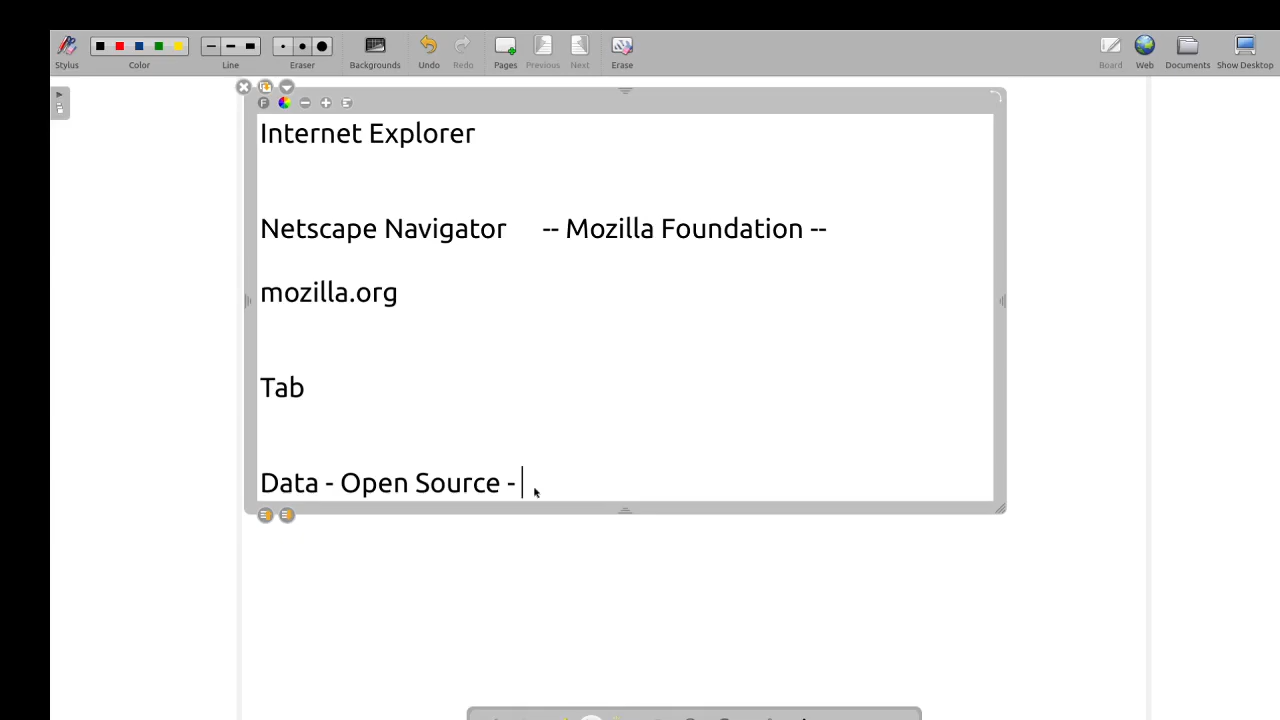 Stylus Color Line Eraser Backgrounds Undo Redo Pages Previous Next Erase Board Web Documents Show Desktop
Internet Explorer
Netscape Navigator -- Mozilla Foundation --
mozilla.org
Tab
Data - Open Source -